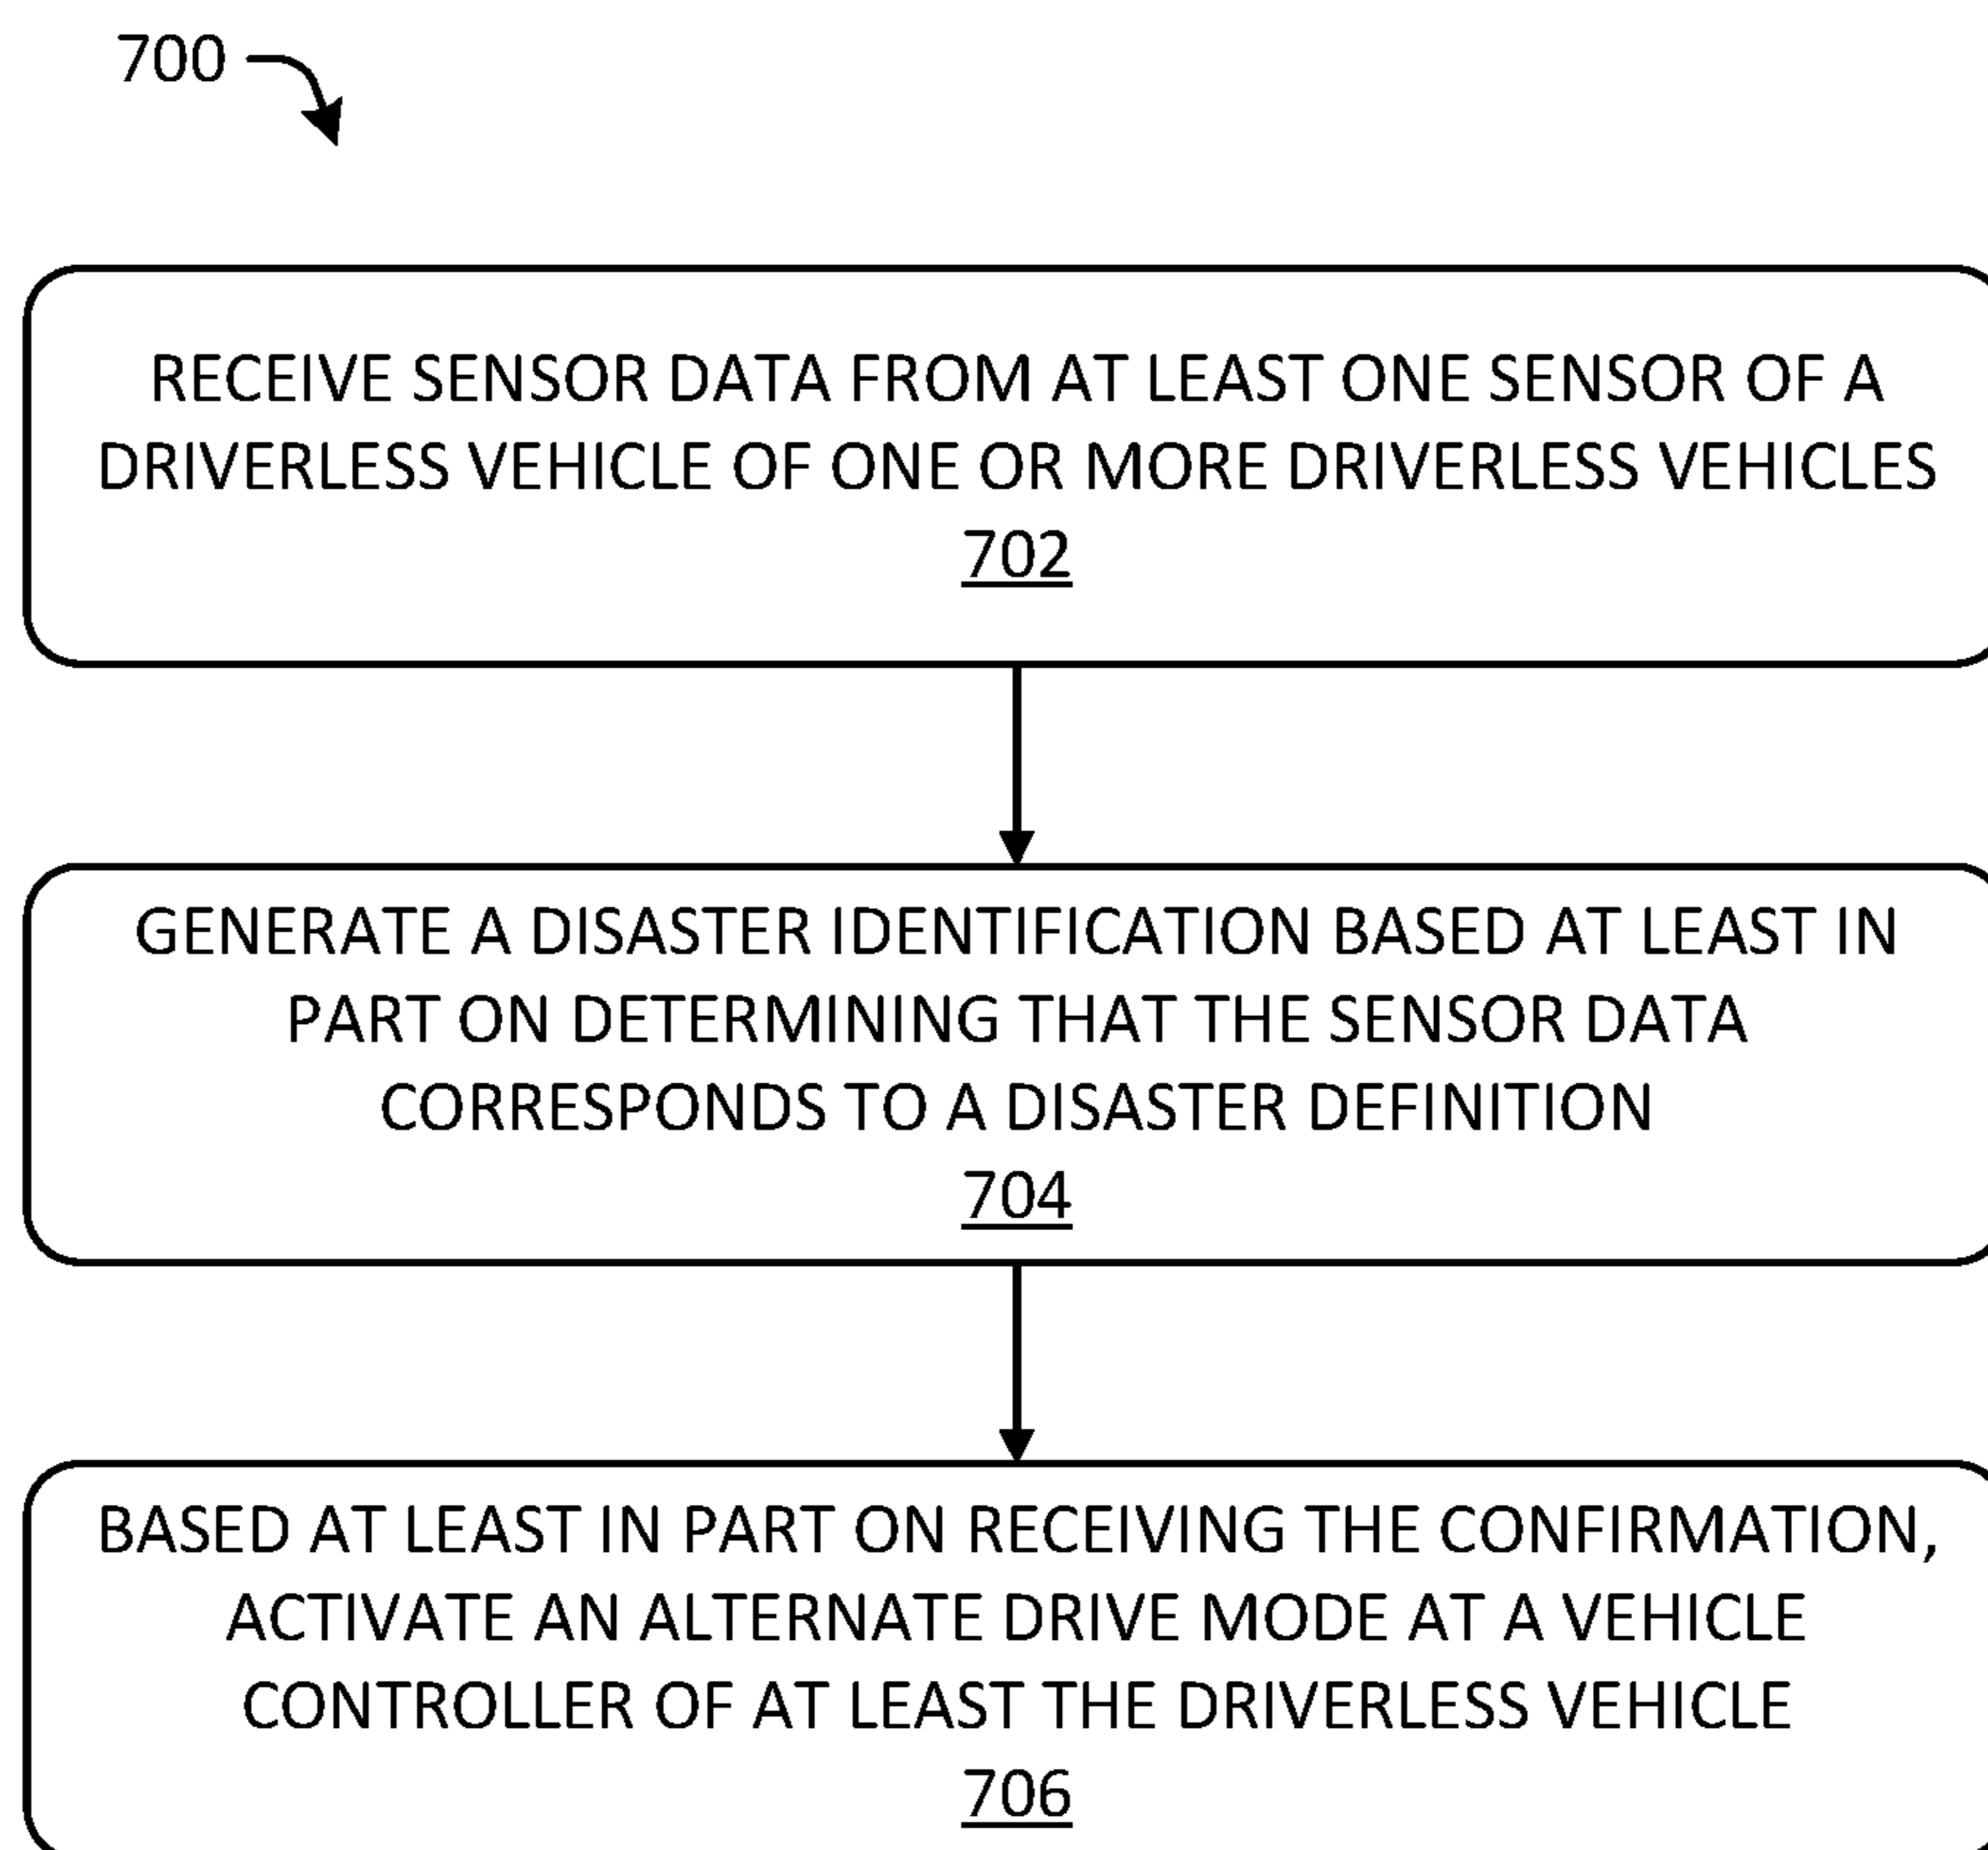 700
RECEIVE SENSOR DATA FROM AT LEAST ONE SENSOR OF A
DRIVERLESS VEHICLE OF ONE OR MORE DRIVERLESS VEHICLES
702
GENERATE A DISASTER IDENTIFICATION BASED AT LEAST IN
PART ON DETERMINING THAT THE SENSOR DATA
CORRESPONDS TO A DISASTER DEFINITION
704
BASED AT LEAST IN PART ON RECEIVING THE CONFIRMATION,
ACTIVATE AN ALTERNATE DRIVE MODE AT A VEHICLE
CONTROLLER OF AT LEAST THE DRIVERLESS VEHICLE
706